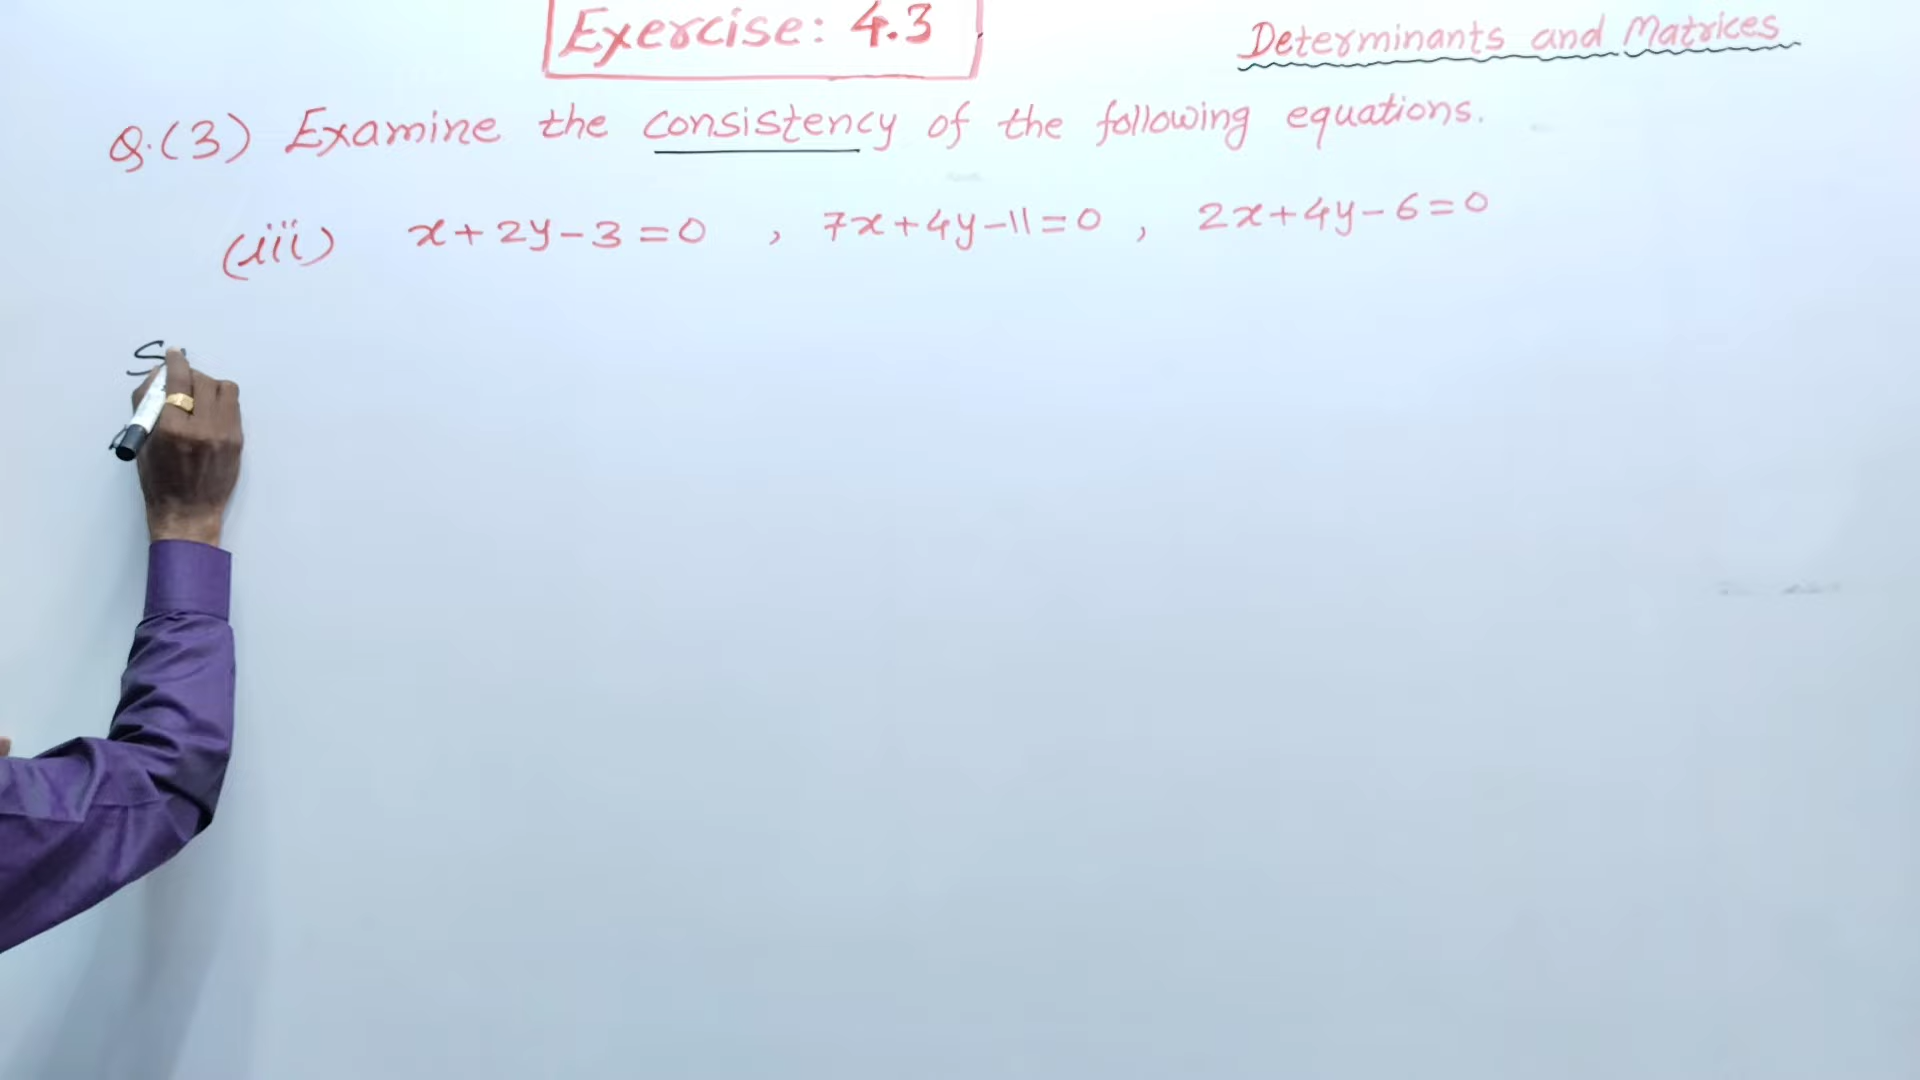 Exercise: 4.3
Determinants and Matrices
Q.(3) Examine the consistency of the following equations.
(iii) x+2y-3=0 , 7x+4y-11=0 , 2x+4y-6=0
S